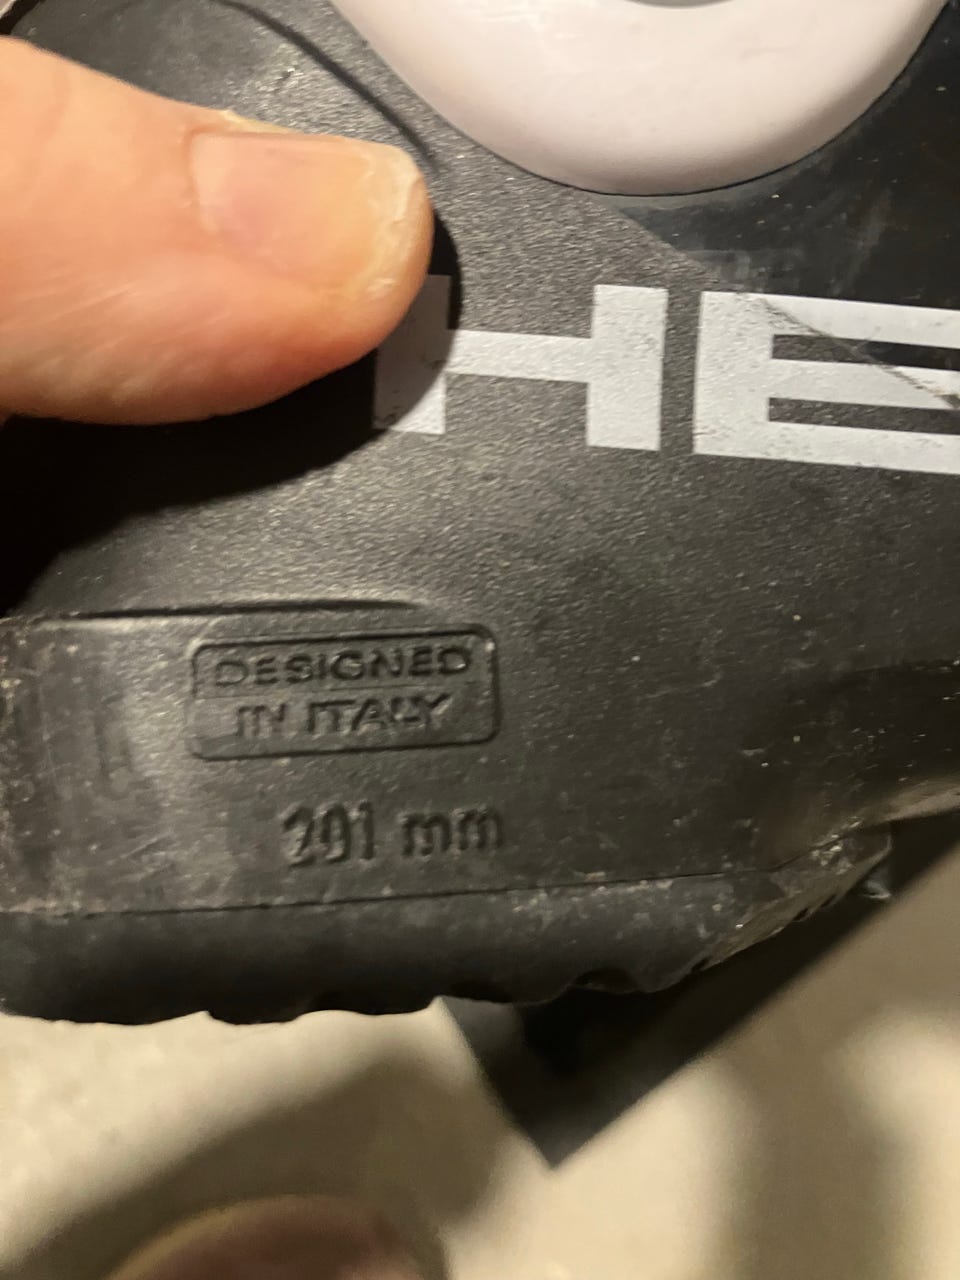 HE
DESIGNED
IN ITALY
201 mm